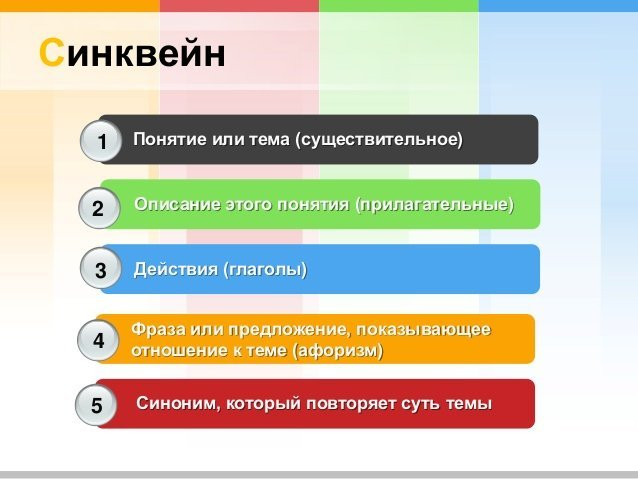 Синквейн
1 Понятие или тема (существительное)
2 Описание этого понятия (прилагательные)
3 Действия (глаголы)
4 Фраза или предложение, показывающее
отношение к теме (афоризм)
5 Синоним, который повторяет суть темы